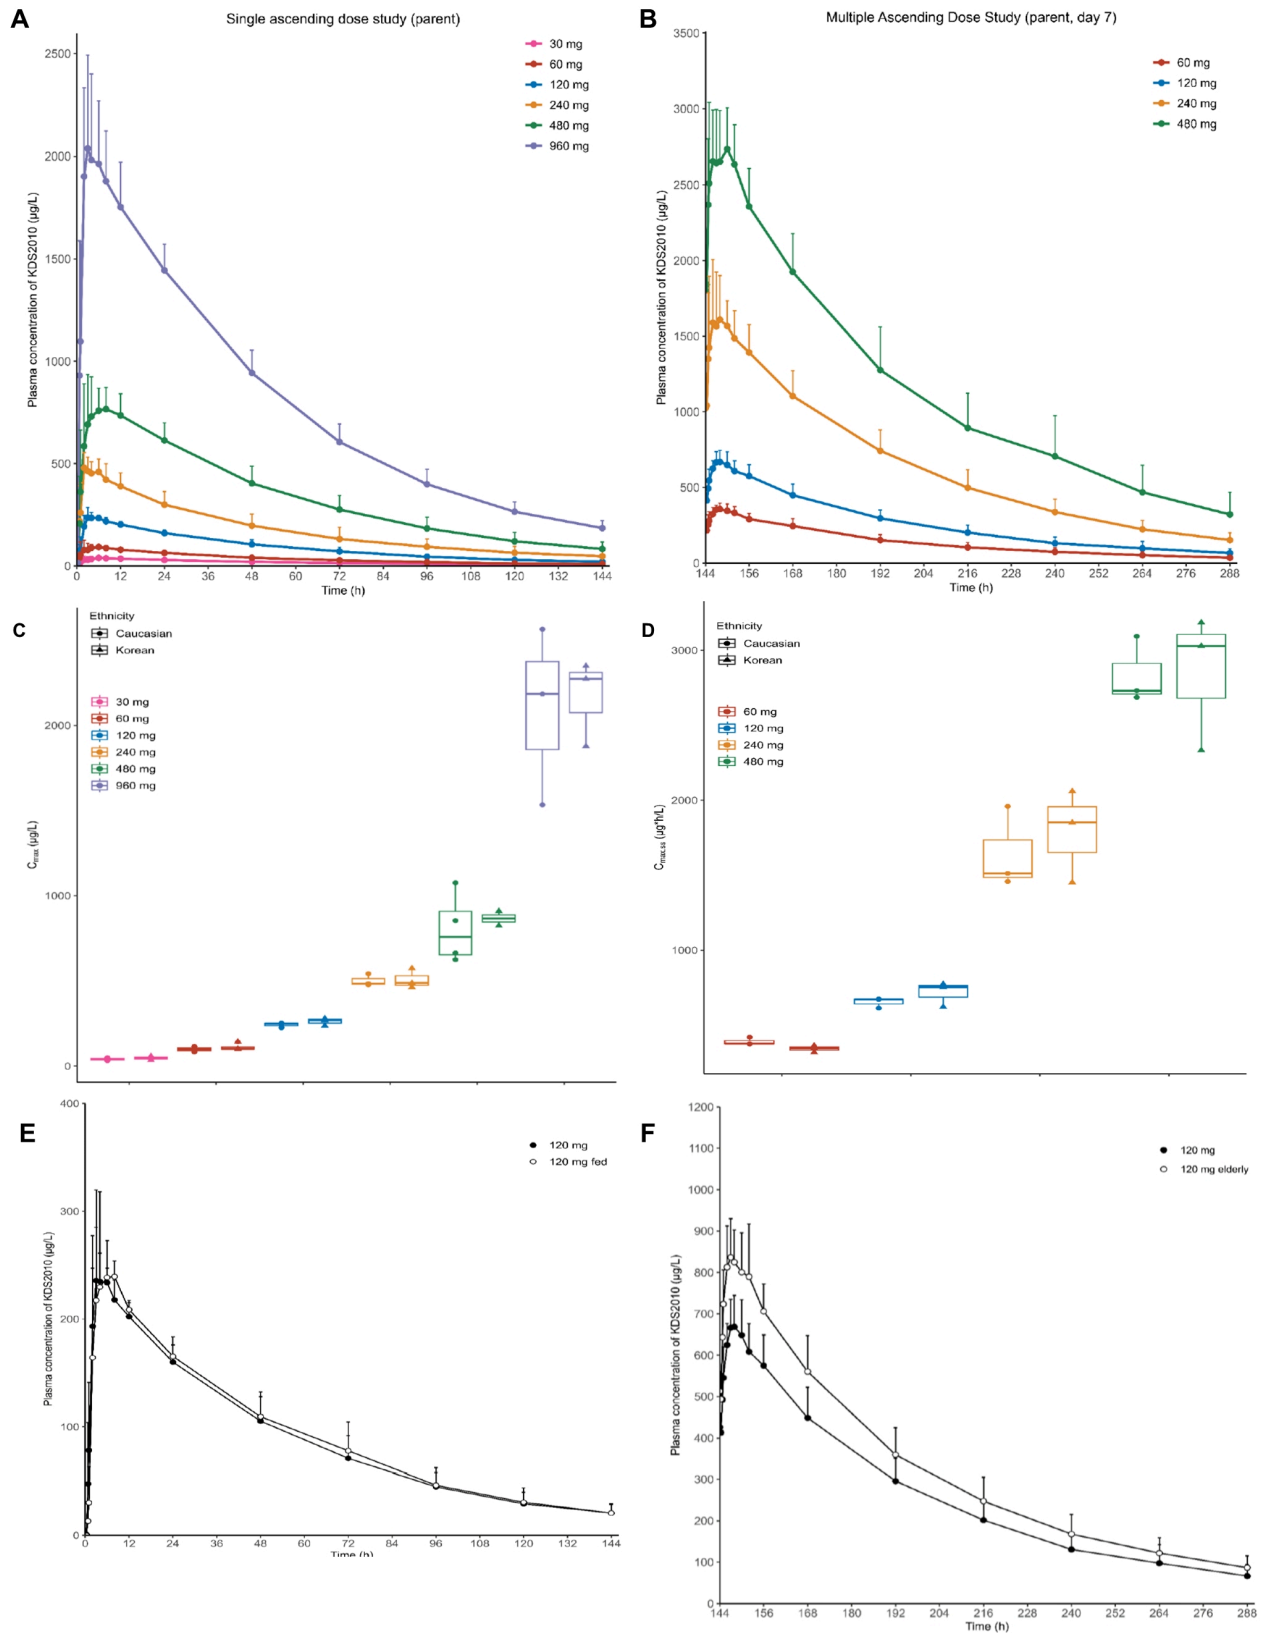 A
Single ascending dose study (parent)
30 mg
60 mg
120 mg
240 mg
480 mg
960 mg
Plasma concentration of KDS2010 (µg/L)
2500
2000
1500
1000
500
0
0 12 24 36 48 60 72 84 96 108 120 132 144
Time (h)
B
Multiple Ascending Dose Study (parent, day 7)
60 mg
120 mg
240 mg
480 mg
Plasma concentration of KDS2010 (µg/L)
3500
3000
2500
2000
1500
1000
500
0
144 156 168 180 192 204 216 228 240 252 264 276 288
Time (h)
C
Ethnicity
Caucasian
Korean
30 mg
60 mg
120 mg
240 mg
480 mg
960 mg
Cmax (µg/L)
2000
1000
0
D
Ethnicity
Caucasian
Korean
60 mg
120 mg
240 mg
480 mg
Cmax,ss (µg*h/L)
3000
2000
1000
E
120 mg
120 mg fed
Plasma concentration of KDS2010 (µg/L)
400
300
200
100
0
0 12 24 36 48 60 72 84 96 108 120 132 144
Time (h)
F
120 mg
120 mg elderly
Plasma concentration of KDS2010 (µg/L)
1200
1100
1000
900
800
700
600
500
400
300
200
100
0
144 156 168 180 192 204 216 228 240 252 264 276 288
Time (h)